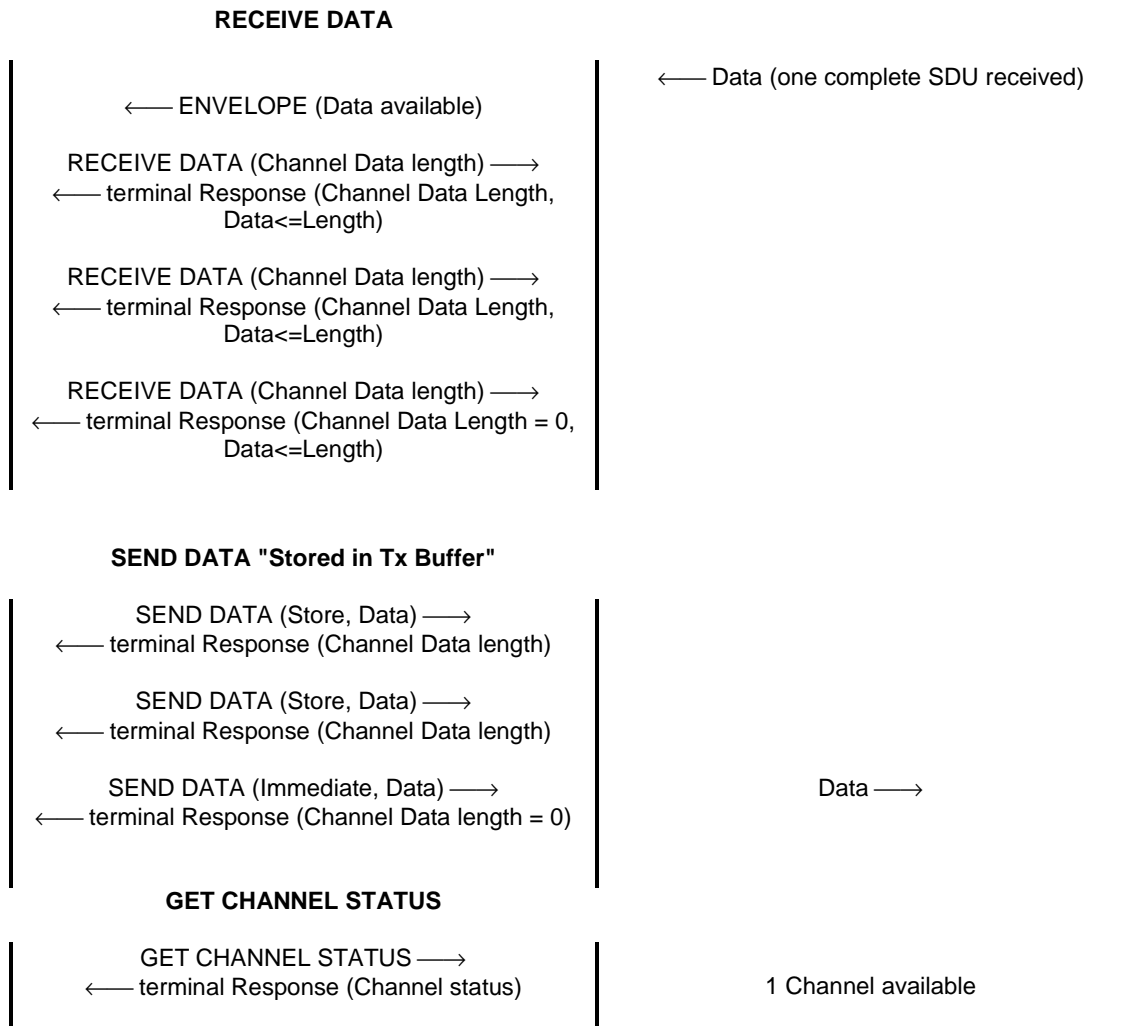 RECEIVE DATA
←── Data (one complete SDU received)
←── ENVELOPE (Data available)
RECEIVE DATA (Channel Data length) ──→
←── terminal Response (Channel Data Length,
Data<=Length)
RECEIVE DATA (Channel Data length) ──→
←── terminal Response (Channel Data Length,
Data<=Length)
RECEIVE DATA (Channel Data length) ──→
←── terminal Response (Channel Data Length = 0,
Data<=Length)
SEND DATA "Stored in Tx Buffer"
SEND DATA (Store, Data) ──→
←── terminal Response (Channel Data length)
SEND DATA (Store, Data) ──→
←── terminal Response (Channel Data length)
SEND DATA (Immediate, Data) ──→
Data ──→
←── terminal Response (Channel Data length = 0)
GET CHANNEL STATUS
GET CHANNEL STATUS ──→
←── terminal Response (Channel status)
1 Channel available